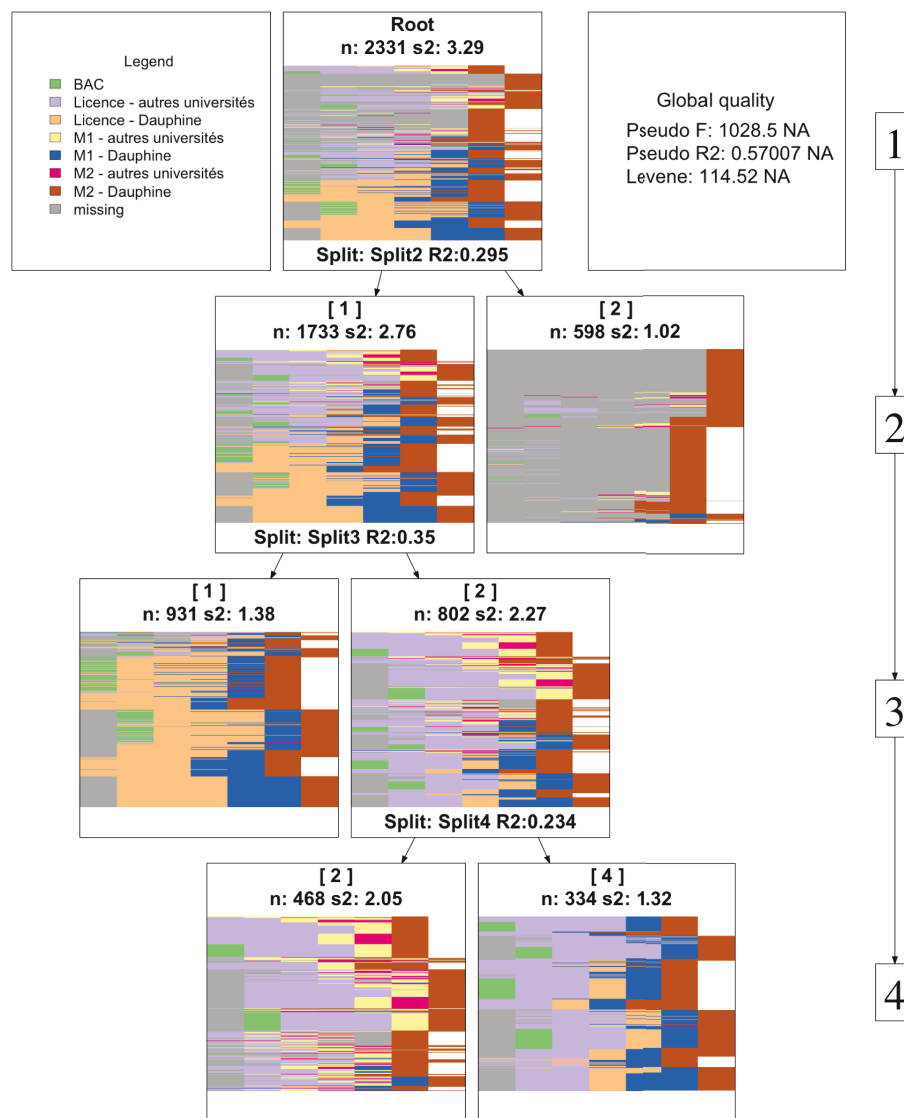 Legend
BAC
Licence - autres universités
Licence - Dauphine
M1 - autres universités
M1 - Dauphine
M2 - autres universités
M2 - Dauphine
missing
Root
n: 2331 s2: 3.29
Split: Split2 R2:0.295
Global quality
Pseudo F: 1028.5 NA
Pseudo R2: 0.57007 NA
Levene: 114.52 NA
1
[ 1 ]
n: 1733 s2: 2.76
Split: Split3 R2:0.35
[ 2 ]
n: 598 s2: 1.02
2
[ 1 ]
n: 931 s2: 1.38
[ 2 ]
n: 802 s2: 2.27
Split: Split4 R2:0.234
3
[ 2 ]
n: 468 s2: 2.05
[ 4 ]
n: 334 s2: 1.32
4